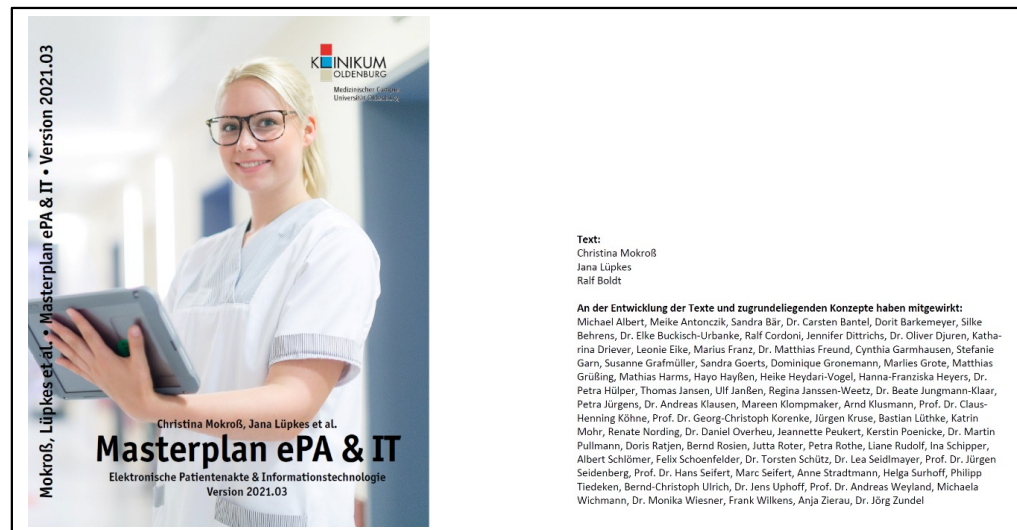 Mokroß, Lüpkes et al. • Masterplan ePA & IT • Version 2021.03
KLINIKUM
OLDENBURG
Medizinischer Campus
Universität Oldenburg
Christina Mokroß, Jana Lüpkes et al.
Masterplan ePA & IT
Elektronische Patientenakte & Informationstechnologie
Version 2021.03
Text:
Christina Mokroß
Jana Lüpkes
Ralf Boldt
An der Entwicklung der Texte und zugrundeliegenden Konzepte haben mitgewirkt:
Michael Albert, Meike Antonczik, Sandra Bär, Dr. Carsten Bantel, Dorit Barkemeyer, Silke
Behrens, Dr. Elke Buckisch-Urbanke, Ralf Cordoni, Jennifer Dittrichs, Dr. Oliver Djuren, Katha-
rina Driever, Leonie Eike, Marius Franz, Dr. Matthias Freund, Cynthia Garmhausen, Stefanie
Garn, Susanne Grafmüller, Sandra Goerts, Dominique Gronemann, Marlies Grote, Matthias
Grüßing, Mathias Harms, Hayo Hayßen, Heike Heydari-Vogel, Hanna-Franziska Heyers, Dr.
Petra Hülper, Thomas Jansen, Ulf Janßen, Regina Janssen-Weetz, Dr. Beate Jungmann-Klaar,
Petra Jürgens, Dr. Andreas Klausen, Mareen Klompmaker, Arnd Klusmann, Prof. Dr. Claus-
Henning Köhne, Prof. Dr. Georg-Christoph Korenke, Jürgen Kruse, Bastian Lüthke, Katrin
Mohr, Renate Nording, Dr. Daniel Overheu, Jeannette Peukert, Kerstin Poenicke, Dr. Martin
Pullmann, Doris Ratjen, Bernd Rosien, Jutta Roter, Petra Rothe, Liane Rudolf, Ina Schipper,
Albert Schlömer, Felix Schoenfelder, Dr. Torsten Schütz, Dr. Lea Seidlmayer, Prof. Dr. Jürgen
Seidenberg, Prof. Dr. Hans Seifert, Marc Seifert, Anne Stradtmann, Helga Surhoff, Philipp
Tiedeken, Bernd-Christoph Ulrich, Dr. Jens Uphoff, Prof. Dr. Andreas Weyland, Michaela
Wichmann, Dr. Monika Wiesner, Frank Wilkens, Anja Zierau, Dr. Jörg Zundel